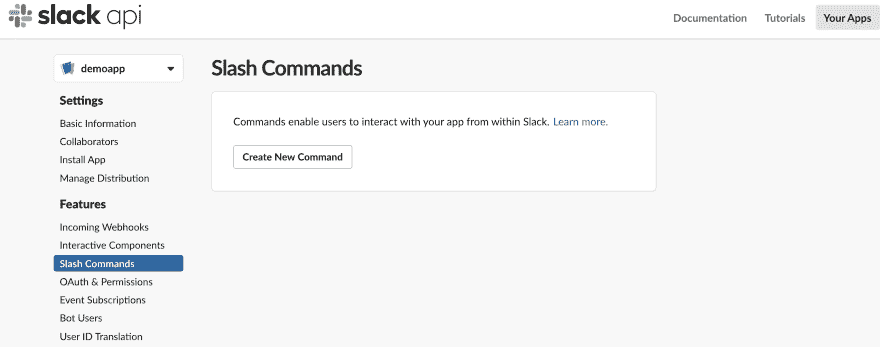 slack api
Documentation Tutorials Your Apps
demoapp
Settings
Basic Information
Collaborators
Install App
Manage Distribution
Features
Incoming Webhooks
Interactive Components
Slash Commands
OAuth & Permissions
Event Subscriptions
Bot Users
User ID Translation
Slash Commands
Commands enable users to interact with your app from within Slack. Learn more.
Create New Command